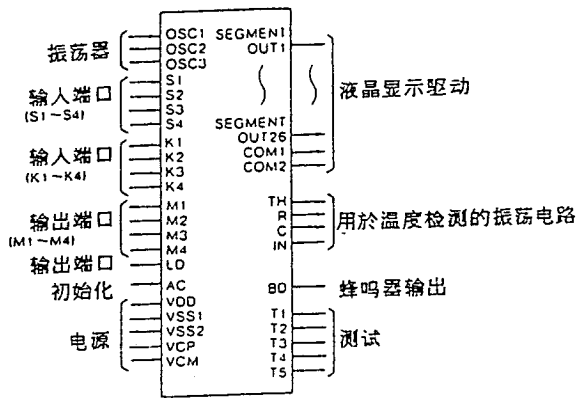 振荡器
输入端口
(S1~S4)
输入端口
(K1~K4)
输出端口
(M1~M4)
输出端口
初始化
电源
OSC1
OSC2
OSC3
S1
S2
S3
S4
K1
K2
K3
K4
M1
M2
M3
M4
LD
AC
VDD
VSS1
VSS2
VCP
VCM
SEGMENT
OUT1
SEGMENT
OUT26
COM1
COM2
TH
R
C
IN
BD
T1
T2
T3
T4
T5
液晶显示驱动
用於温度检测的振荡电路
蜂鸣器输出
测试